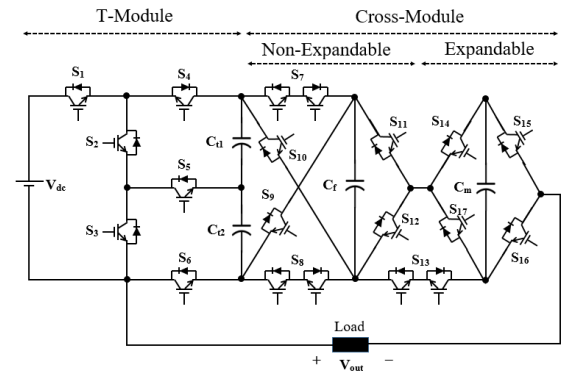 T-Module
Cross-Module
Non-Expandable
Expandable
S1
S4
S7
S2
Ct1
S10
S11
S14
S15
S5
Vdc
S9
Cf
Cm
S3
Ct2
S12
S17
S16
S6
S8
S13
Load
+ Vout −